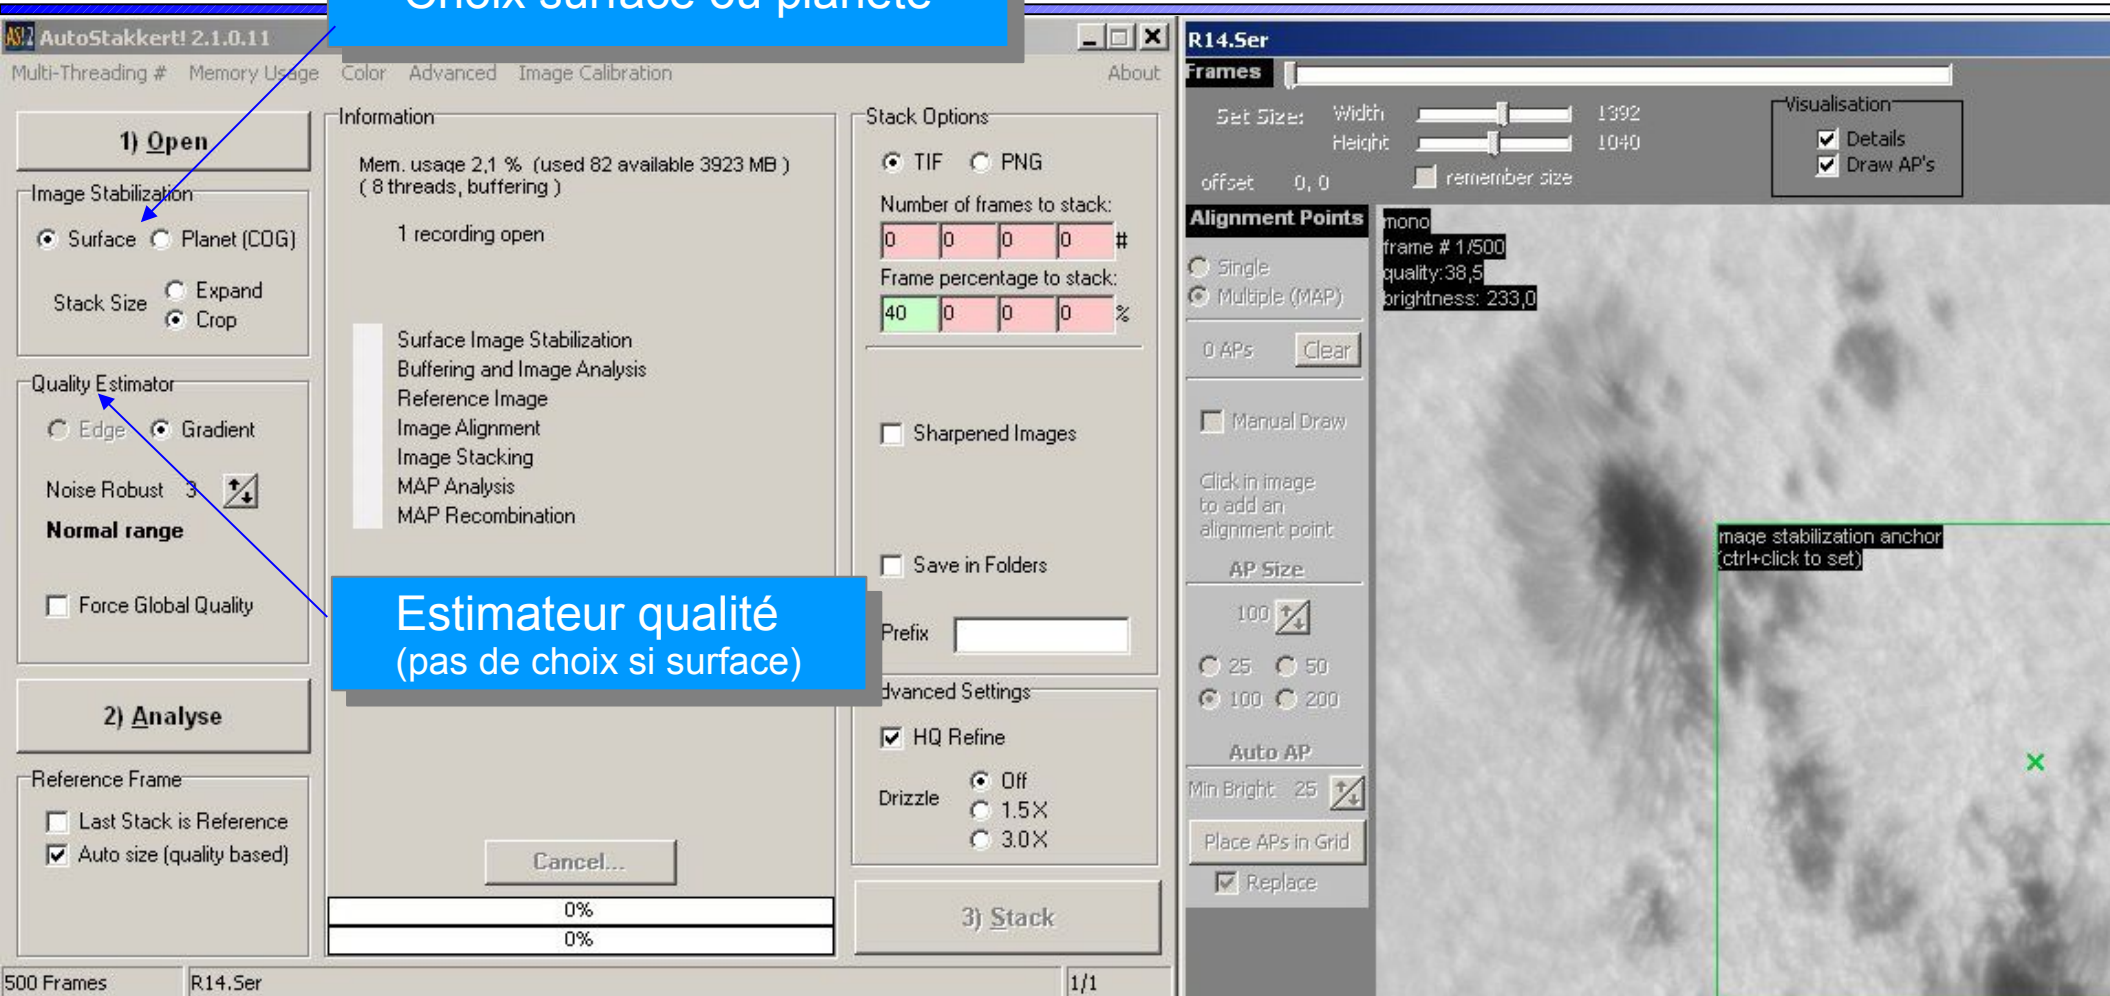 Choix surface ou planète
AutoStakkert! 2.1.0.11
Multi-Threading # Memory Usage Color Advanced Image Calibration About
1) Open
Image Stabilization
Surface Planet (COG)
Stack Size Expand
Crop
Quality Estimator
Edge Gradient
Noise Robust 3
Normal range
Force Global Quality
2) Analyse
Reference Frame
Last Stack is Reference
Auto size (quality based)
Information
Mem. usage 2,1 % (used 82 available 3923 MB )
( 8 threads, buffering )
1 recording open
Surface Image Stabilization
Buffering and Image Analysis
Reference Image
Image Alignment
Image Stacking
MAP Analysis
MAP Recombination
Estimateur qualité
(pas de choix si surface)
Cancel...
0%
0%
Stack Options
TIF PNG
Number of frames to stack:
0 0 0 0 #
Frame percentage to stack:
40 0 0 0 %
Sharpened Images
Save in Folders
Prefix
dvanced Settings
HQ Refine
Drizzle Off
1.5X
3.0X
3) Stack
500 Frames R14.Ser 1/1
R14.Ser
Frames
Set Size: Width 1392
Height 1040
offset 0, 0 remember size
Visualisation
Details
Draw AP's
Alignment Points
Single
Multiple (MAP)
0 APs Clear
Manual Draw
Click in image
to add an
alignment point
AP Size
100
25 50
100 200
Auto AP
Min Bright 25
Place APs in Grid
Replace
mono
frame # 1/500
quality:38,5
brightness: 233,0
mage stabilization anchor
(ctrl+click to set)